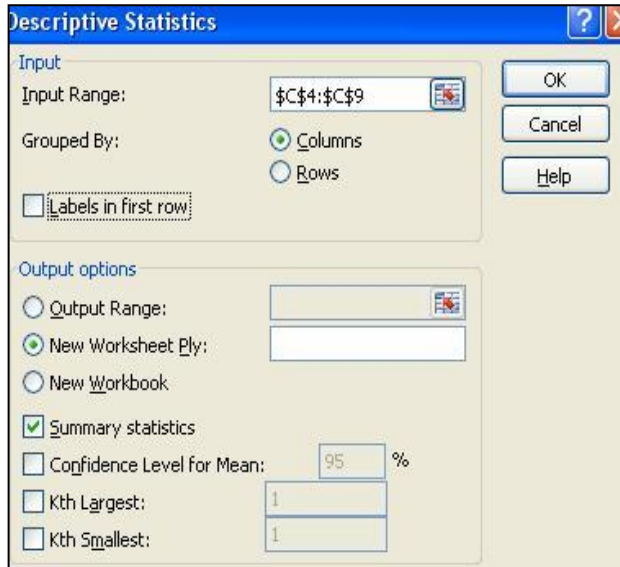 Descriptive Statistics
Input
Input Range: $C$4:$C$9
Grouped By: Columns
Rows
Labels in first row
OK
Cancel
Help
Output options
Output Range:
New Worksheet Ply:
New Workbook
Summary statistics
Confidence Level for Mean: 95 %
Kth Largest: 1
Kth Smallest: 1